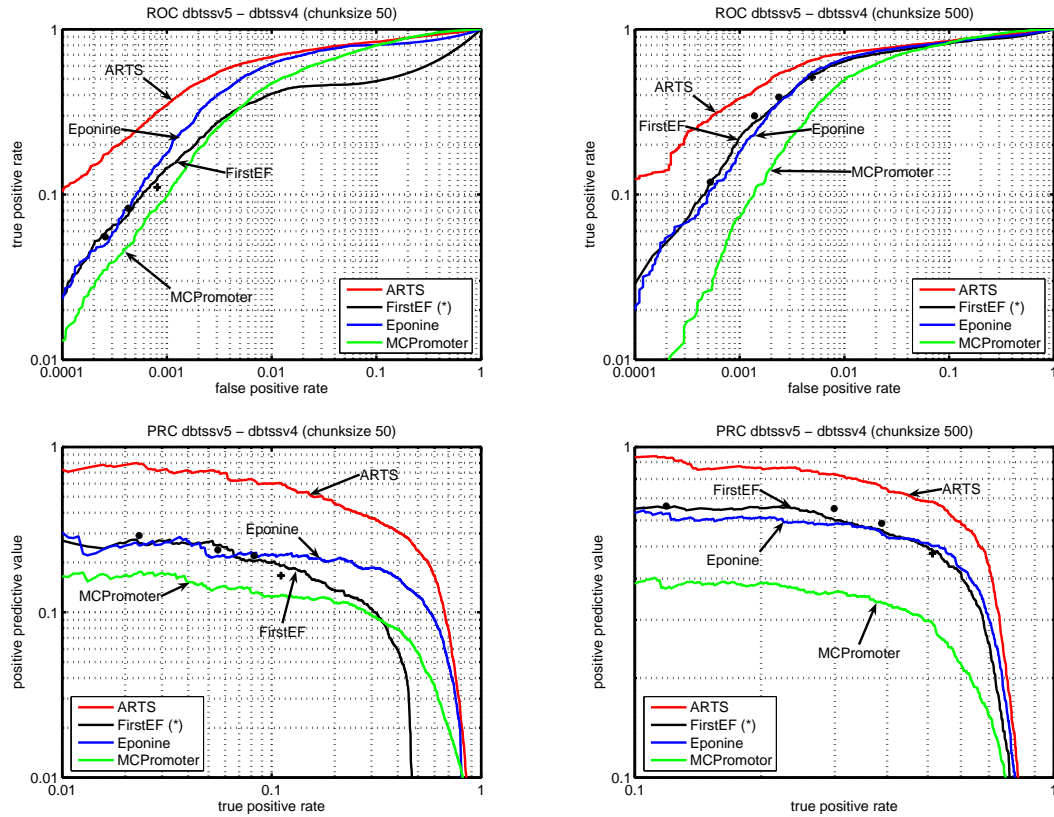 ROC dbtssv5 − dbtssv4 (chunksize 50)
true positive rate
1
0.1
0.01
ARTS
Eponine
FirstEF
MCPromoter
ARTS
FirstEF (*)
Eponine
MCPromoter
0.0001
0.001
0.01
0.1
1
false positive rate
ROC dbtssv5 − dbtssv4 (chunksize 500)
true positive rate
1
0.1
0.01
ARTS
FirstEF
Eponine
MCPromoter
ARTS
FirstEF (*)
Eponine
MCPromoter
0.0001
0.001
0.01
0.1
1
false positive rate
PRC dbtssv5 − dbtssv4 (chunksize 50)
positive predictive value
1
0.1
0.01
ARTS
Eponine
MCPromoter
FirstEF
ARTS
FirstEF (*)
Eponine
MCPromoter
0.01
0.1
1
true positive rate
PRC dbtssv5 − dbtssv4 (chunksize 500)
positive predictive value
1
0.1
FirstEF
ARTS
Eponine
MCPromoter
ARTS
FirstEF (*)
Eponine
MCPromoter
0.1
1
true positive rate